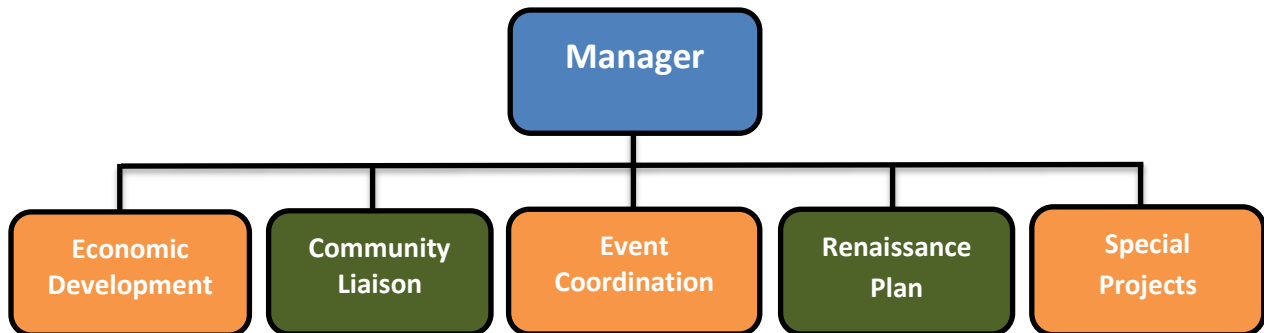 Manager
Economic
Development
Community
Liaison
Event
Coordination
Renaissance
Plan
Special
Projects